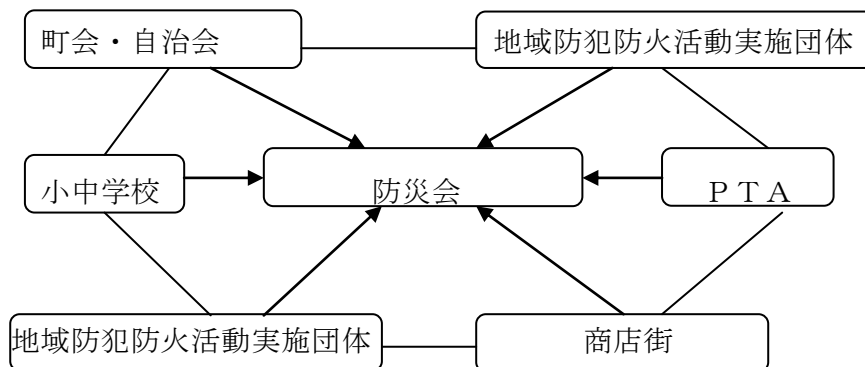 町会・自治会
地域防犯防火活動実施団体
小中学校
防災会
ＰＴＡ
地域防犯防火活動実施団体
商店街